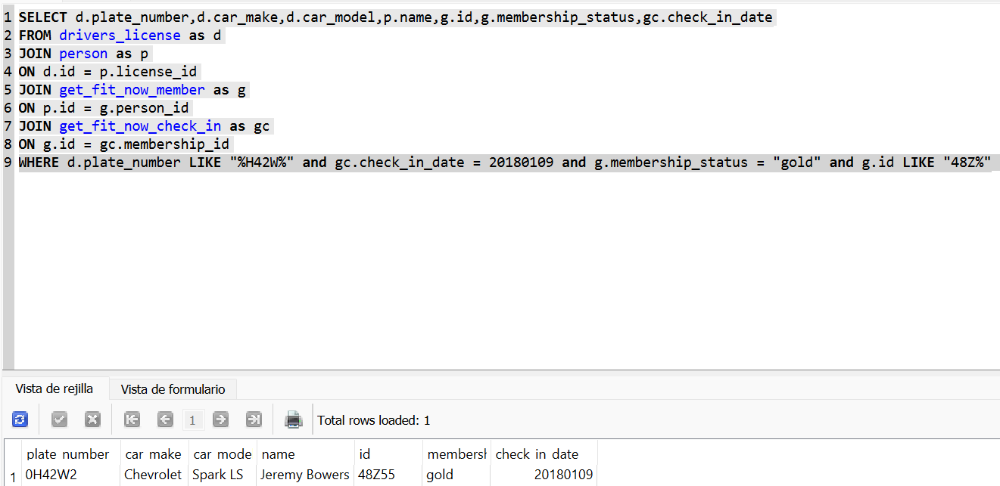 1 SELECT d.plate_number,d.car_make,d.car_model,p.name,g.id,g.membership_status,gc.check_in_date
2 FROM drivers_license as d
3 JOIN person as p
4 ON d.id = p.license_id
5 JOIN get_fit_now_member as g
6 ON p.id = g.person_id
7 JOIN get_fit_now_check_in as gc
8 ON g.id = gc.membership_id
9 WHERE d.plate_number LIKE "%H42W%" and gc.check_in_date = 20180109 and g.membership_status = "gold" and g.id LIKE "48Z%"
Vista de rejilla Vista de formulario
1 Total rows loaded: 1
plate number car make car mode name id membersh check in date
1 0H42W2 Chevrolet Spark LS Jeremy Bowers 48Z55 gold 20180109